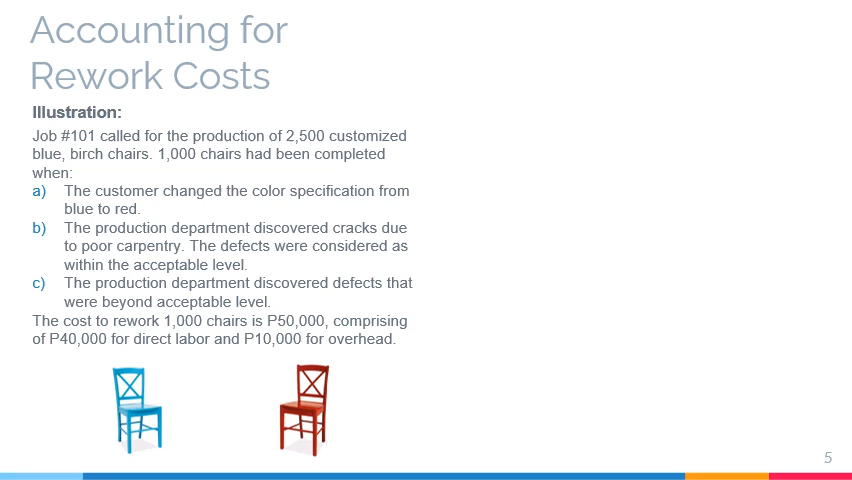 Accounting for
Rework Costs
Illustration:
Job #101 called for the production of 2,500 customized
blue, birch chairs. 1,000 chairs had been completed
when:
a) The customer changed the color specification from
blue to red.
b) The production department discovered cracks due
to poor carpentry. The defects were considered as
within the acceptable level.
c) The production department discovered defects that
were beyond acceptable level.
The cost to rework 1,000 chairs is P50,000, comprising
of P40,000 for direct labor and P10,000 for overhead.
5